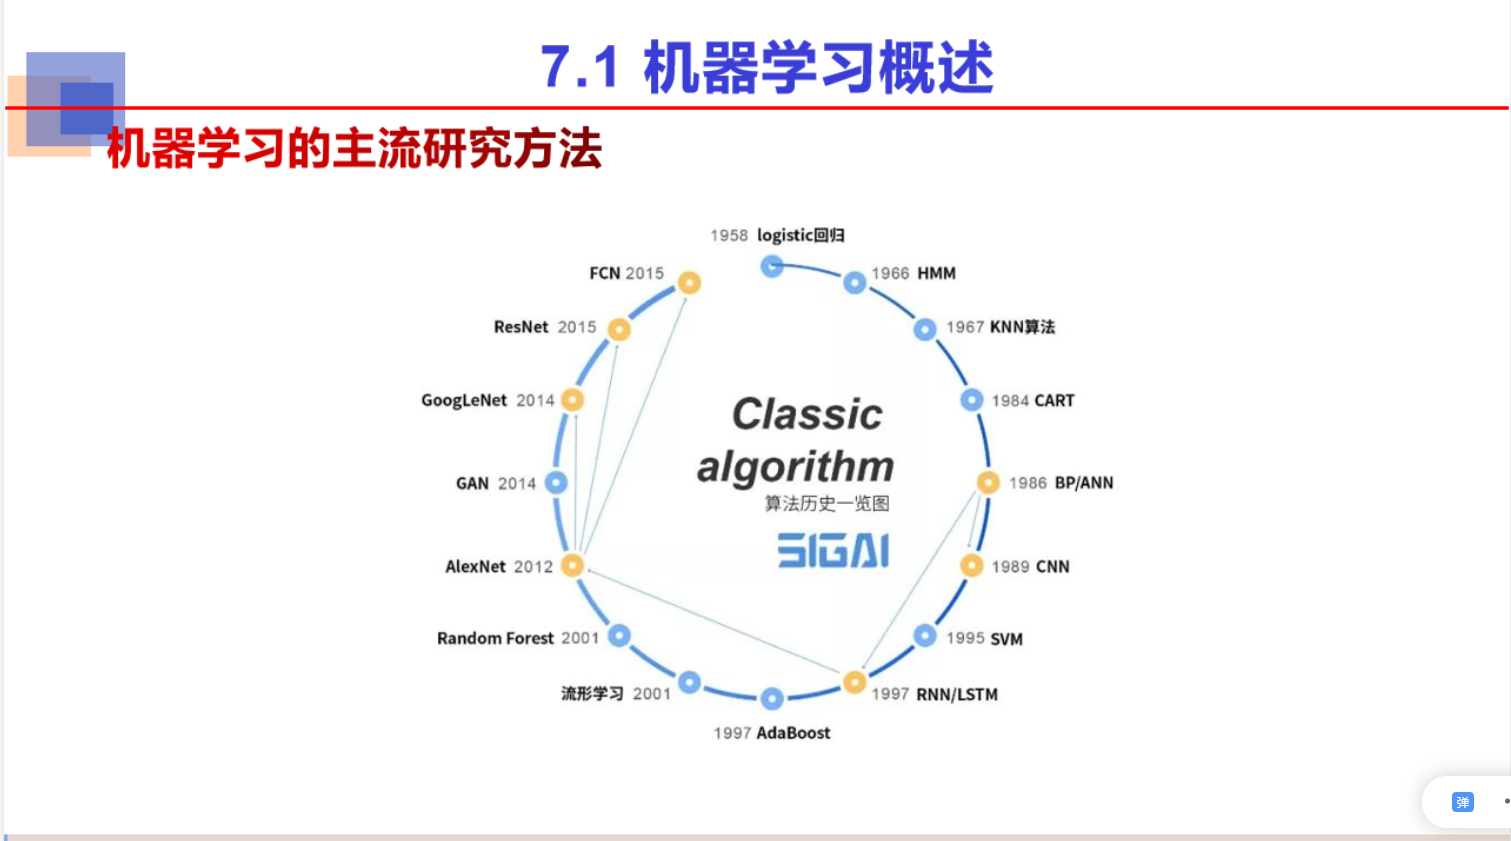 7.1 机器学习概述
机器学习的主流研究方法
1958 logistic回归
FCN 2015
1966 HMM
ResNet 2015
1967 KNN算法
GoogLeNet 2014
1984 CART
Classic
algorithm
算法历史一览图
SIGAI
GAN 2014
1986 BP/ANN
AlexNet 2012
1989 CNN
Random Forest 2001
1995 SVM
流形学习 2001
1997 RNN/LSTM
1997 AdaBoost
弹